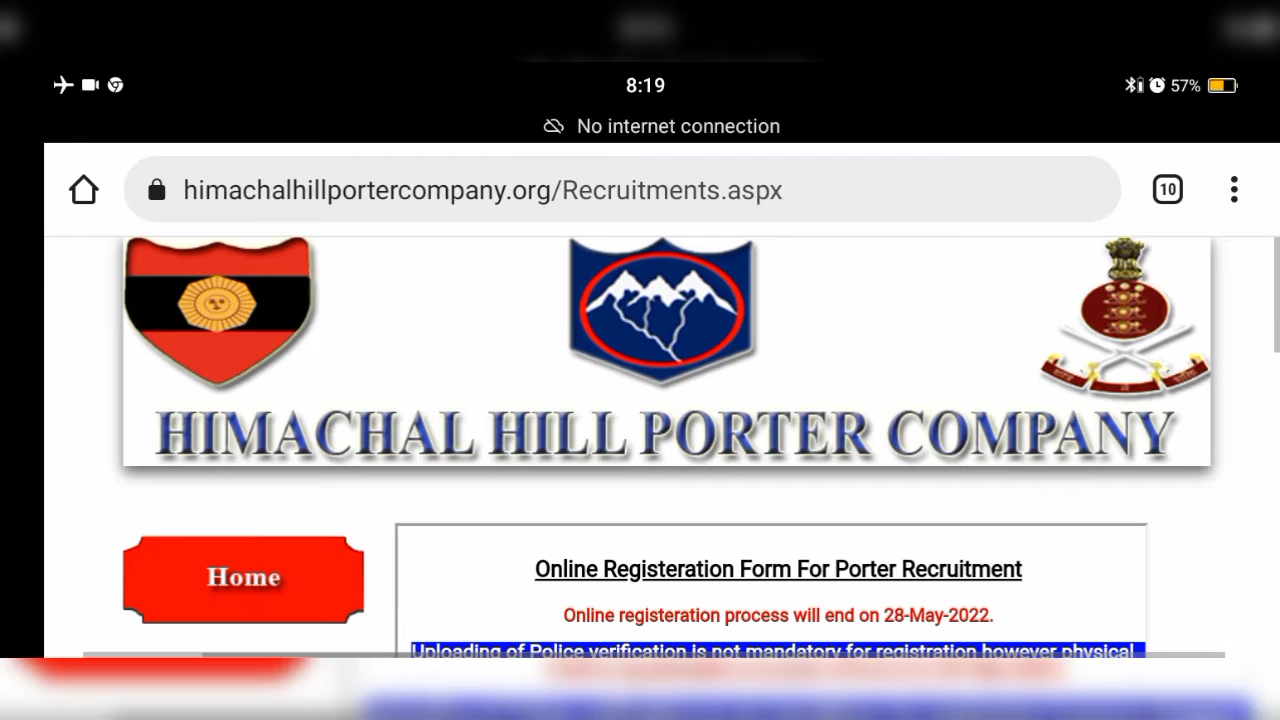 8:19
57%
No internet connection
himachalhillportercompany.org/Recruitments.aspx
10
HIMACHAL HILL PORTER COMPANY
Home
Online Registeration Form For Porter Recruitment
Online registeration process will end on 28-May-2022.
Uploading of Police verification is not mandatory for registration however physical